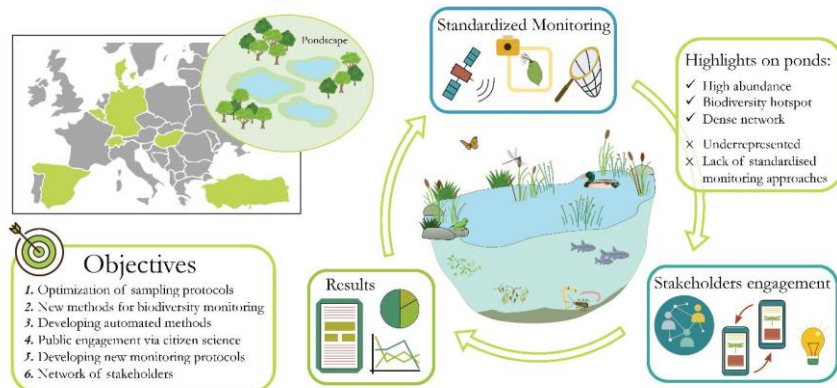 Pondscape
Standardized Monitoring
Highlights on ponds:
✓ High abundance
✓ Biodiversity hotspot
✓ Dense network
× Underrepresented
× Lack of standardised
monitoring approaches
Objectives
1. Optimization of sampling protocols
2. New methods for biodiversity monitoring
3. Developing automated methods
4. Public engagement via citizen science
5. Developing new monitoring protocols
6. Network of stakeholders
Results
Stakeholders engagement